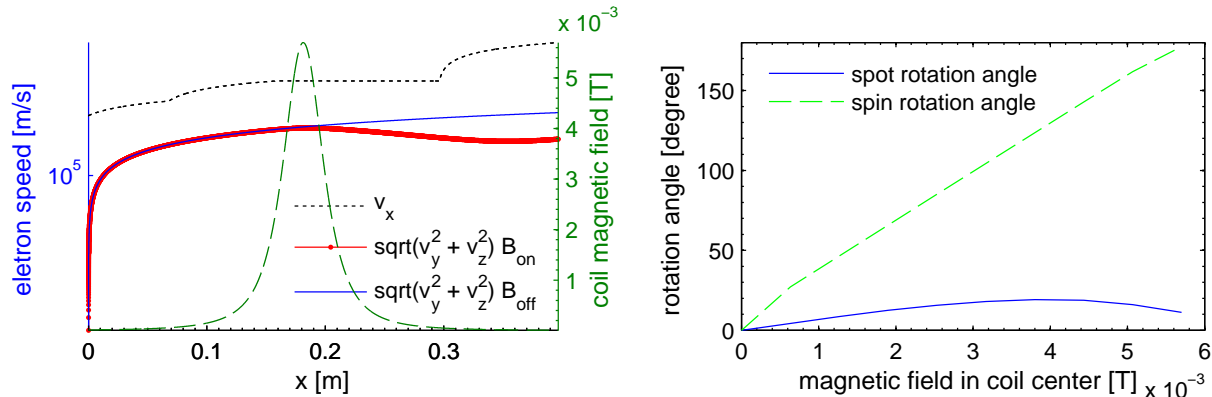 x 10⁻³
eletron speed [m/s]
10⁵
v_x
sqrt(v_y² + v_z²) B_on
sqrt(v_y² + v_z²) B_off
0
0.1
0.2
0.3
x [m]
0
1
2
3
4
5
coil magnetic field [T]
rotation angle [degree]
0
50
100
150
spot rotation angle
spin rotation angle
0
1
2
3
4
5
6
magnetic field in coil center [T]
x 10⁻³